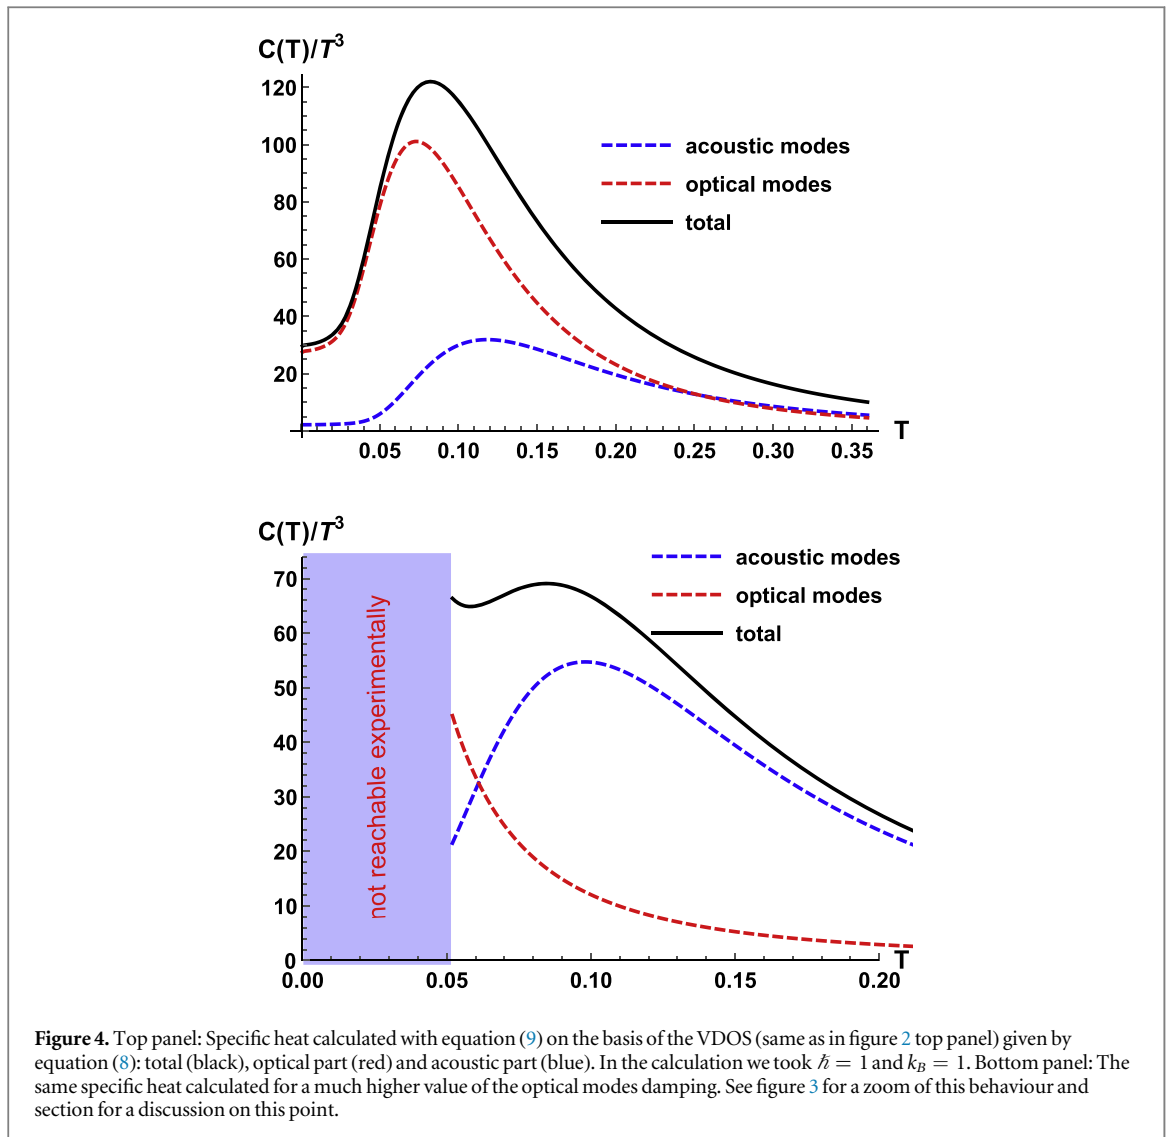 C(T)/T³
120
100
80
60
40
20
acoustic modes
optical modes
total
T
0.05 0.10 0.15 0.20 0.25 0.30 0.35
C(T)/T³
70
60
50
40
30
20
10
0
not reachable experimentally
acoustic modes
optical modes
total
T
0.00 0.05 0.10 0.15 0.20
Figure 4. Top panel: Specific heat calculated with equation (9) on the basis of the VDOS (same as in figure 2 top panel) given by
equation (8): total (black), optical part (red) and acoustic part (blue). In the calculation we took ℏ = 1 and k_B = 1. Bottom panel: The
same specific heat calculated for a much higher value of the optical modes damping. See figure 3 for a zoom of this behaviour and
section for a discussion on this point.